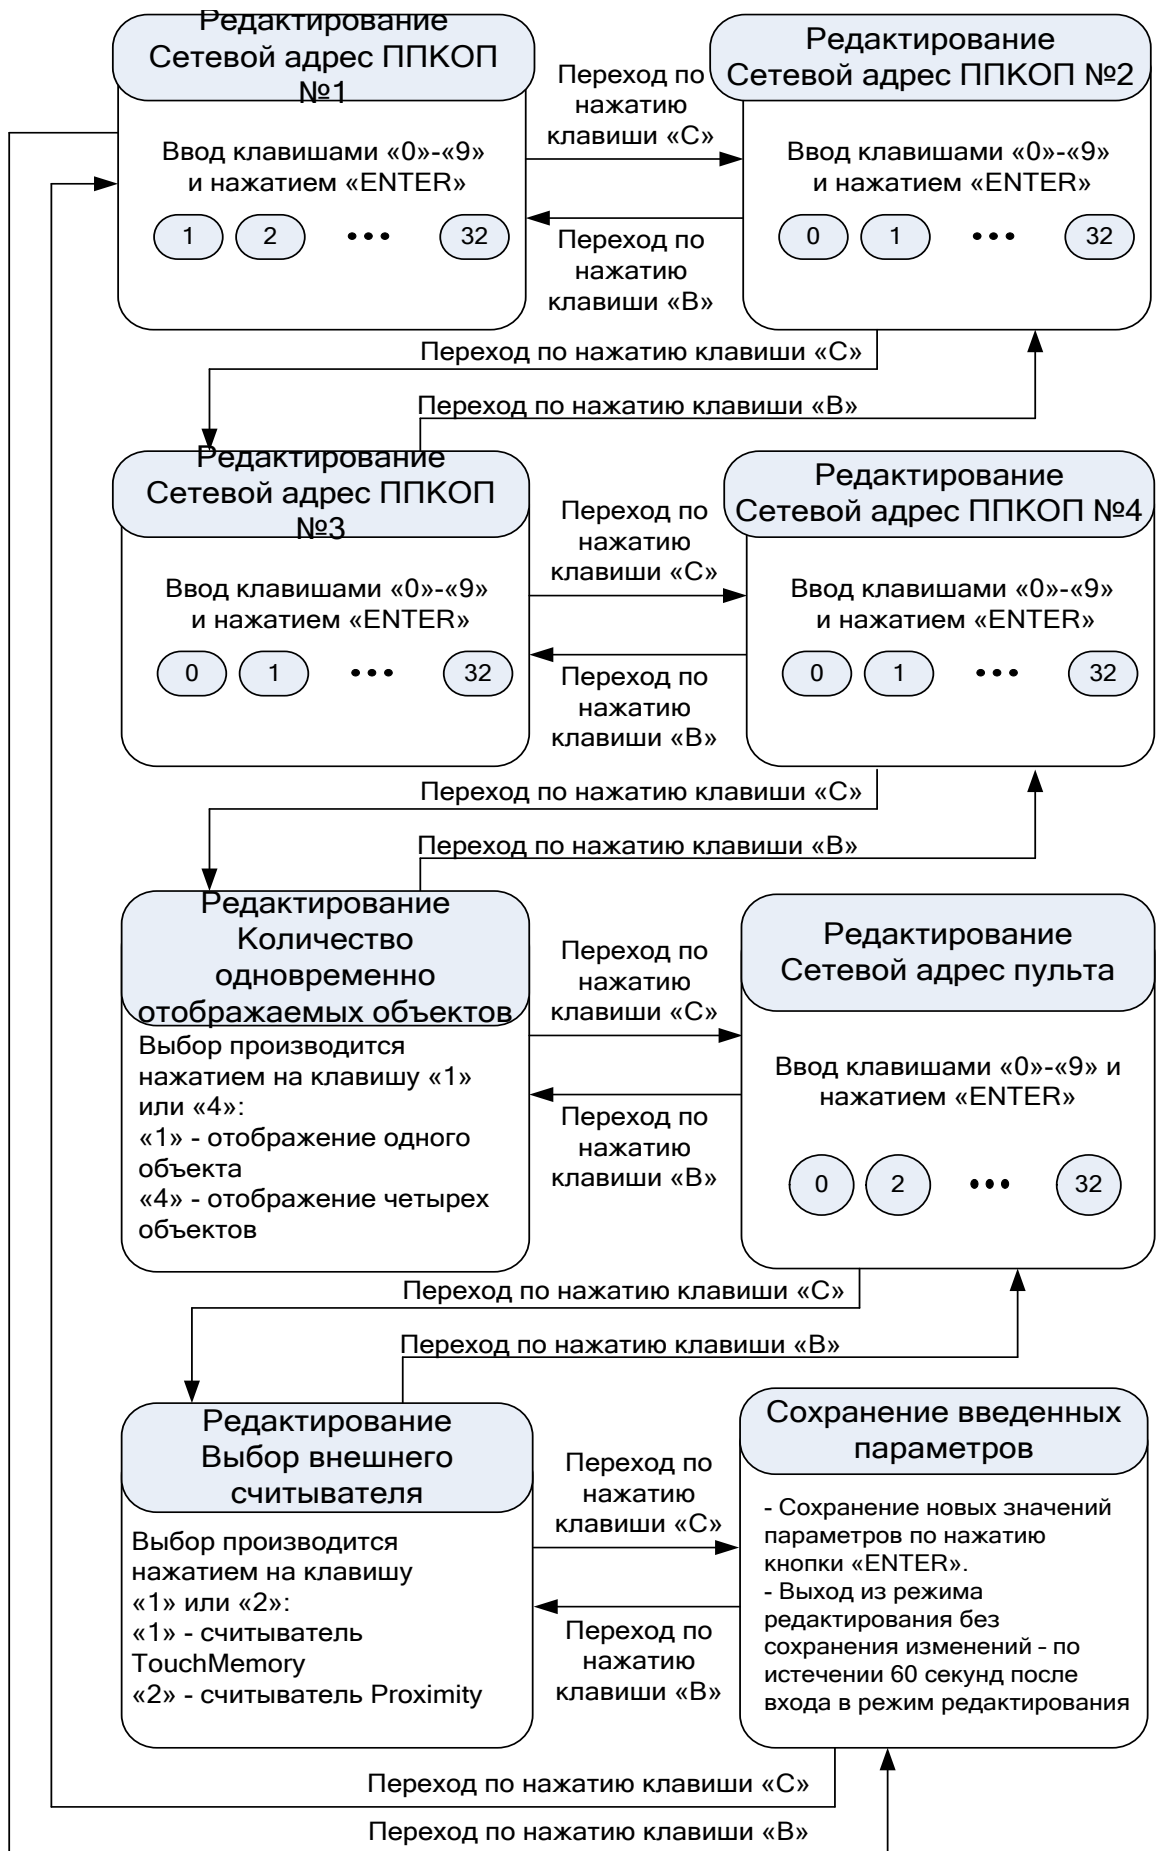 Редактирование
Сетевой адрес ППКОП
№1
Ввод клавишами «0»-«9»
и нажатием «ENTER»
1 2 ••• 32
Переход по
нажатию
клавиши «С»
Переход по
нажатию
клавиши «В»
Редактирование
Сетевой адрес ППКОП №2
Ввод клавишами «0»-«9»
и нажатием «ENTER»
0 1 ••• 32
Переход по нажатию клавиши «С»
Переход по нажатию клавиши «В»
Редактирование
Сетевой адрес ППКОП
№3
Ввод клавишами «0»-«9»
и нажатием «ENTER»
0 1 ••• 32
Переход по
нажатию
клавиши «С»
Переход по
нажатию
клавиши «В»
Редактирование
Сетевой адрес ППКОП №4
Ввод клавишами «0»-«9»
и нажатием «ENTER»
0 1 ••• 32
Переход по нажатию клавиши «С»
Переход по нажатию клавиши «В»
Редактирование
Количество
одновременно
отображаемых объектов
Выбор производится
нажатием на клавишу «1»
или «4»:
«1» - отображение одного
объекта
«4» - отображение четырех
объектов
Переход по
нажатию
клавиши «С»
Переход по
нажатию
клавиши «В»
Редактирование
Сетевой адрес пульта
Ввод клавишами «0»-«9» и
нажатием «ENTER»
0 2 ••• 32
Переход по нажатию клавиши «С»
Переход по нажатию клавиши «В»
Редактирование
Выбор внешнего
считывателя
Выбор производится
нажатием на клавишу
«1» или «2»:
«1» - считыватель
TouchMemory
«2» - считыватель Proximity
Переход по
нажатию
клавиши «С»
Переход по
нажатию
клавиши «В»
Сохранение введенных
параметров
- Сохранение новых значений
параметров по нажатию
кнопки «ENTER».
- Выход из режима
редактирования без
сохранения изменений – по
истечении 60 секунд после
входа в режим редактирования
Переход по нажатию клавиши «С»
Переход по нажатию клавиши «В»